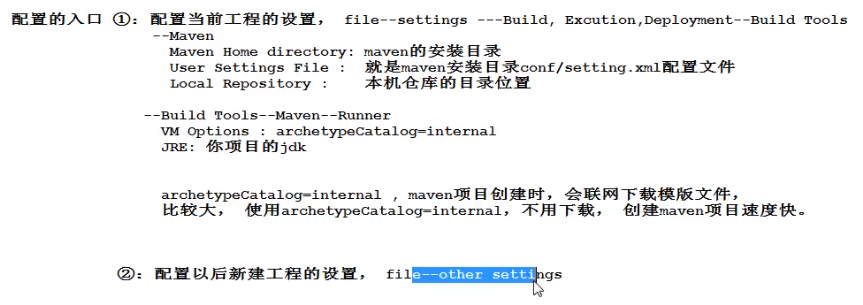 配置的入口 ①: 配置当前工程的设置, file--settings ---Build, Excution,Deployment--Build Tools
--Maven
Maven Home directory: maven的安装目录
User Settings File : 就是maven安装目录conf/setting.xml配置文件
Local Repository : 本机仓库的目录位置
--Build Tools--Maven--Runner
VM Options : archetypeCatalog=internal
JRE: 你项目的jdk
archetypeCatalog=internal , maven项目创建时，会联网下载模版文件，
比较大， 使用archetypeCatalog=internal，不用下载， 创建maven项目速度快。
②: 配置以后新建工程的设置， file--other settings